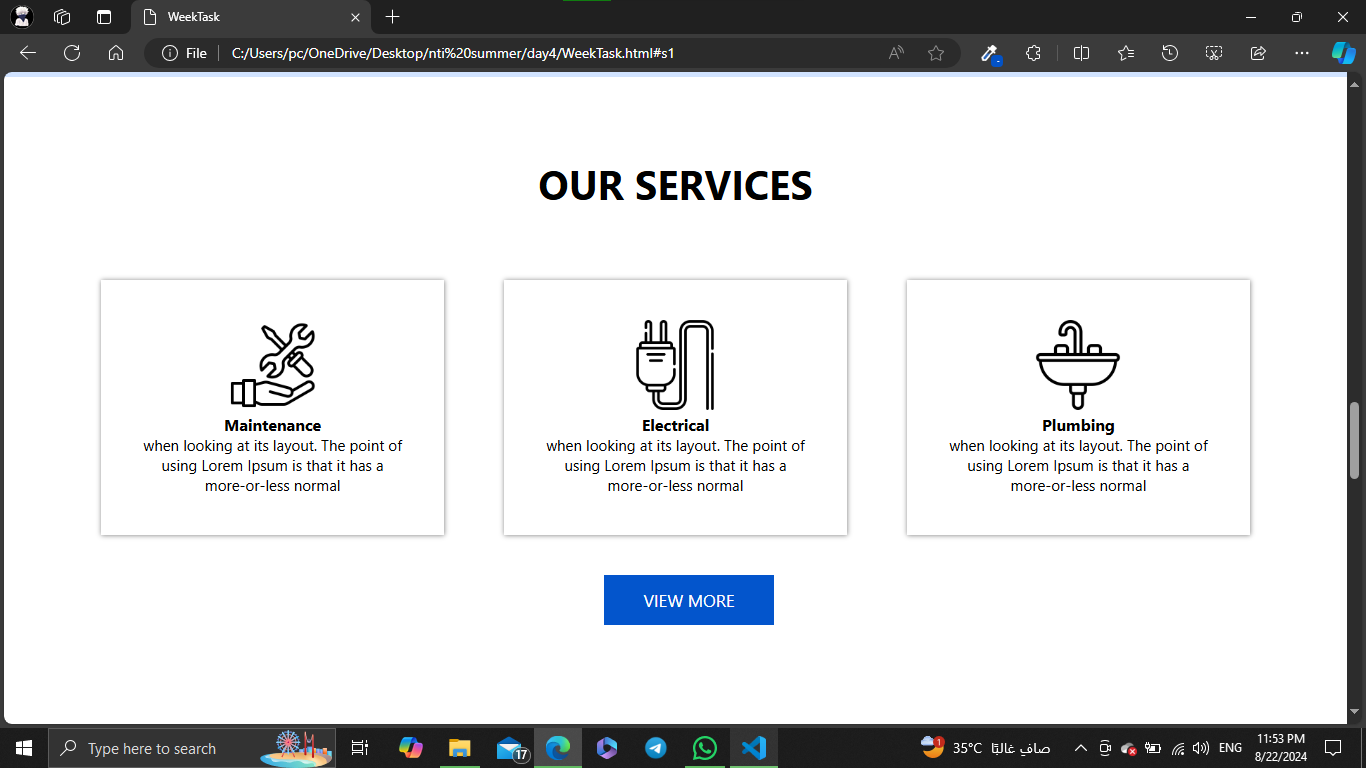 WeekTask
File
C:/Users/pc/OneDrive/Desktop/nti%20summer/day4/WeekTask.html#s1
OUR SERVICES
Maintenance
when looking at its layout. The point of
using Lorem Ipsum is that it has a
more-or-less normal
Electrical
when looking at its layout. The point of
using Lorem Ipsum is that it has a
more-or-less normal
Plumbing
when looking at its layout. The point of
using Lorem Ipsum is that it has a
more-or-less normal
VIEW MORE
Type here to search
17
1
35°C صافٍ غالبًا
ENG
11:53 PM
8/22/2024